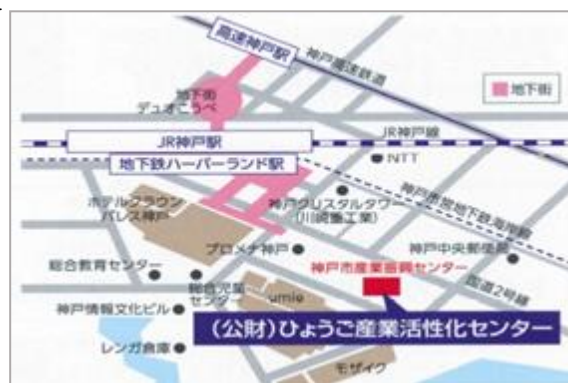 高速神戸駅
神戸高速鉄道
地下街
デュオこうべ
地下街
JR神戸駅
JR神戸線
地下鉄ハーバーランド駅
NTT
ホテルクラウン
パレス神戸
神戸クリスタルタワー
(川崎重工業)
神戸市営地下鉄海岸線
プロメナ神戸
神戸中央郵便局
総合教育センター
神戸市産業振興センター
総合児童
センター
umie
国道2号線
神戸情報文化ビル
(公財)ひょうご産業活性化センター
レンガ倉庫
モザイク